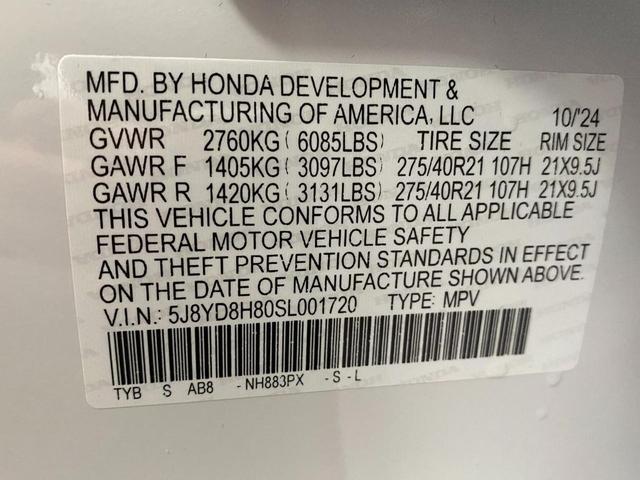 MFD. BY HONDA DEVELOPMENT &
MANUFACTURING OF AMERICA, LLC 10/'24
GVWR 2760KG ( 6085LBS) TIRE SIZE RIM SIZE
GAWR F 1405KG ( 3097LBS) 275/40R21 107H 21X9.5J
GAWR R 1420KG ( 3131LBS) 275/40R21 107H 21X9.5J
THIS VEHICLE CONFORMS TO ALL APPLICABLE
FEDERAL MOTOR VEHICLE SAFETY
AND THEFT PREVENTION STANDARDS IN EFFECT
ON THE DATE OF MANUFACTURE SHOWN ABOVE.
V.I.N.: 5J8YD8H80SL001720 TYPE: MPV
TYB S AB8 - NH883PX - S - L